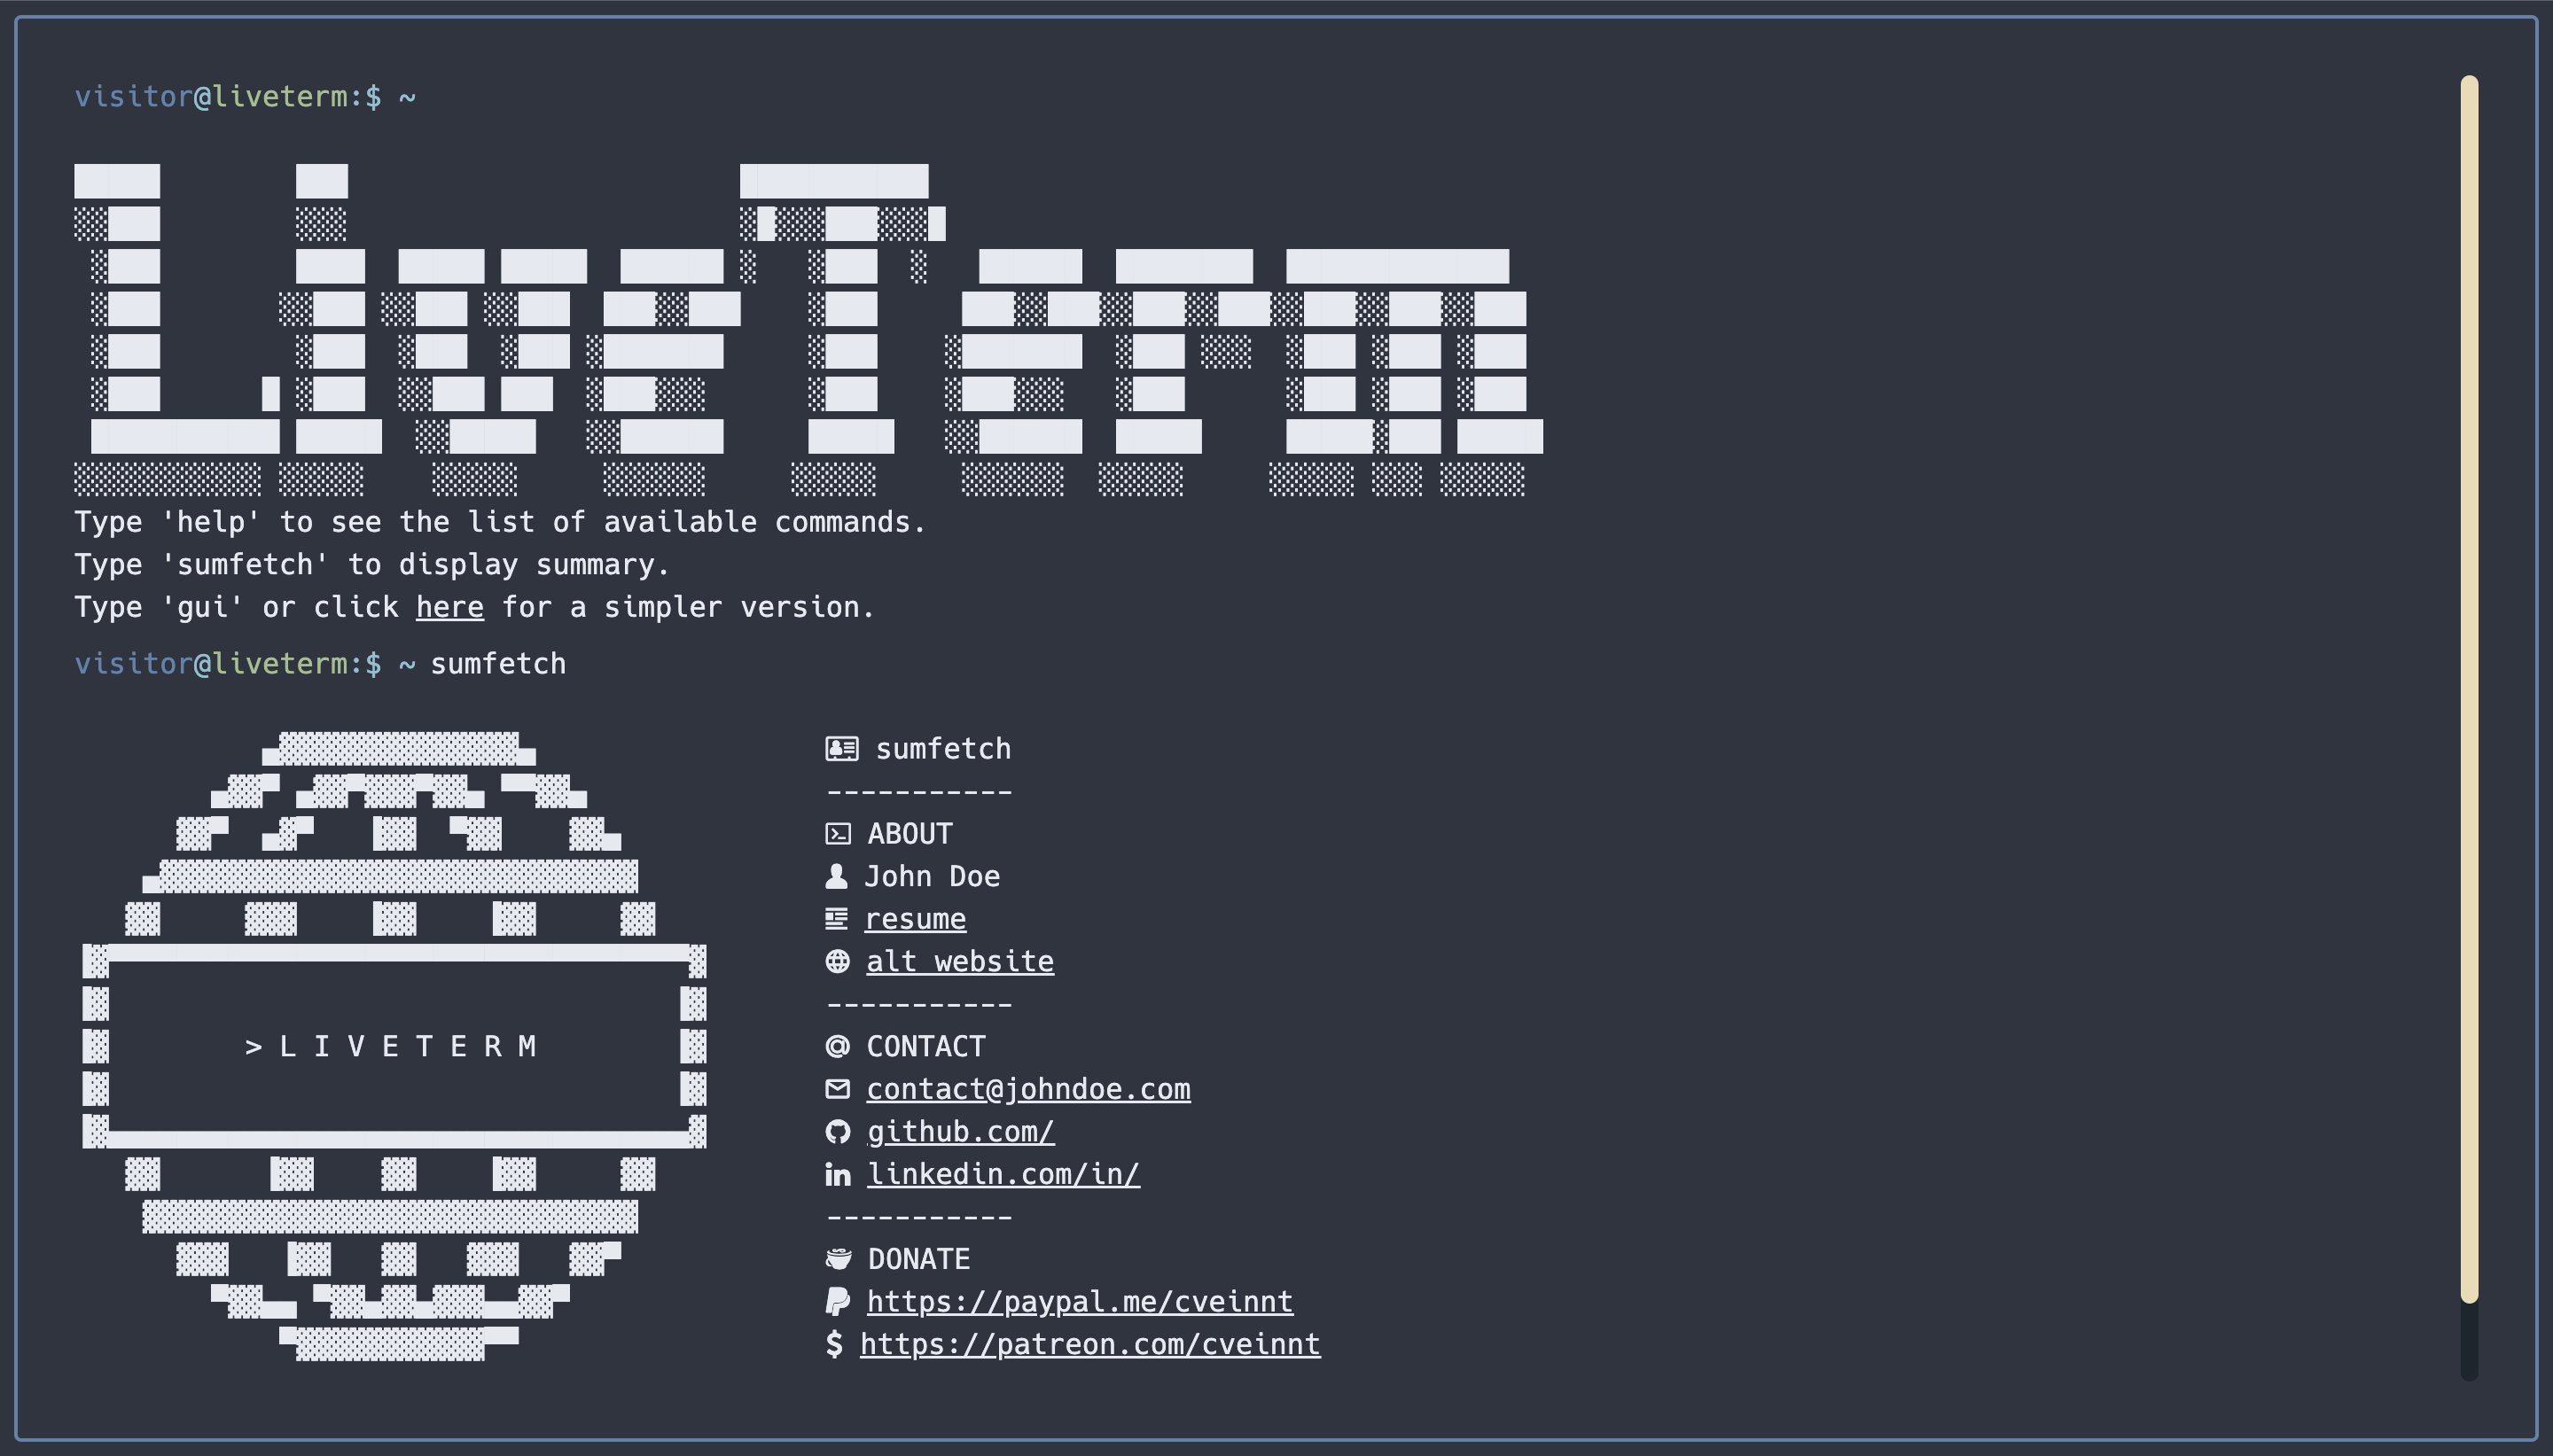 visitor@liveterm:$ ~
LiveTerm
Type 'help' to see the list of available commands.
Type 'sumfetch' to display summary.
Type 'gui' or click here for a simpler version.
visitor@liveterm:$ ~ sumfetch
sumfetch
-----------
ABOUT
John Doe
resume
alt website
-----------
>LIVETERM
CONTACT
contact@johndoe.com
github.com/
linkedin.com/in/
-----------
DONATE
https://paypal.me/cveinnt
https://patreon.com/cveinnt